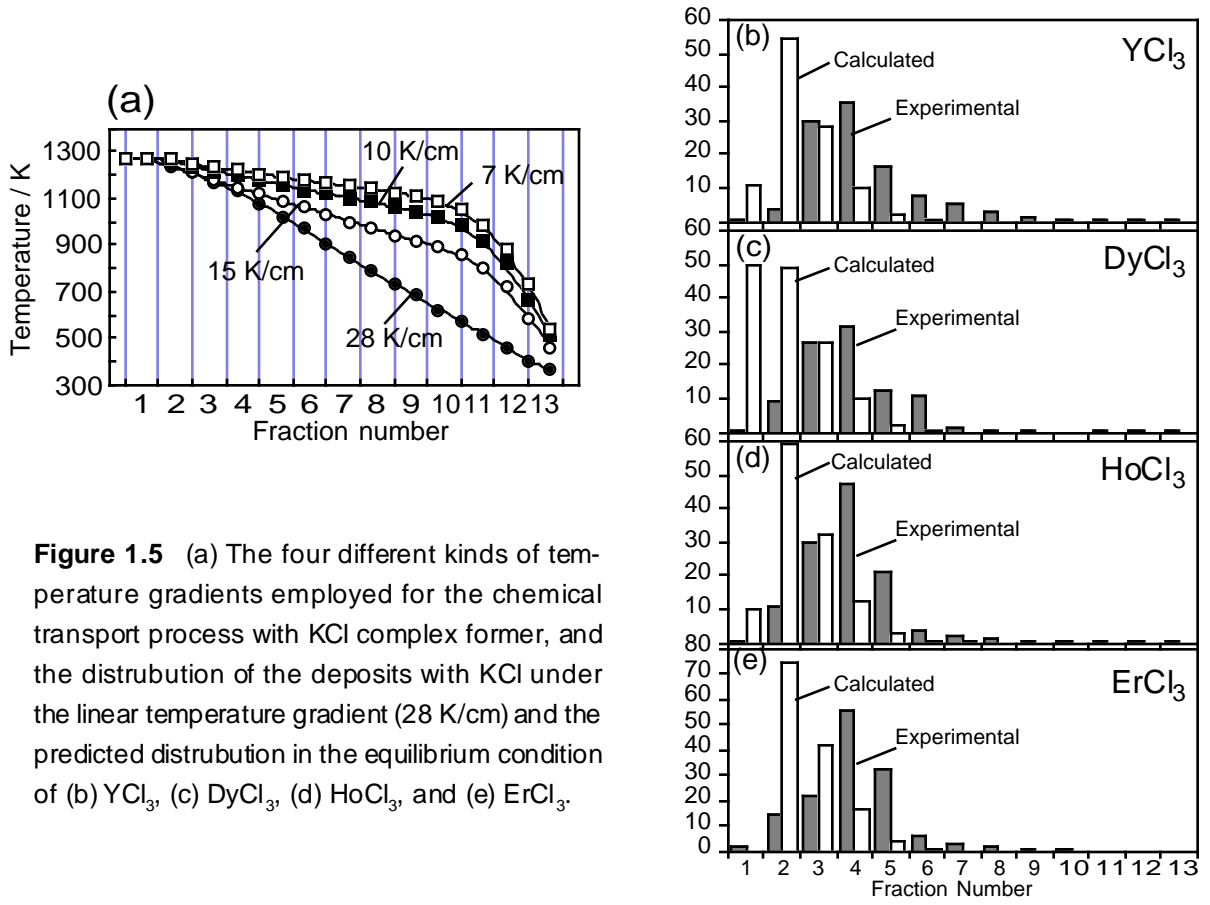 (a)
1300
1100
900
700
500
300
Temperature / K
10 K/cm
7 K/cm
15 K/cm
28 K/cm
1 2 3 4 5 6 7 8 9 10 11 12 13
Fraction number
Figure 1.5 (a) The four different kinds of tem-
perature gradients employed for the chemical
transport process with KCl complex former, and
the distrubution of the deposits with KCl under
the linear temperature gradient (28 K/cm) and the
predicted distrubution in the equilibrium condition
of (b) YCl3, (c) DyCl3, (d) HoCl3, and (e) ErCl3.
60
50
40
30
20
10
(b)
YCl3
Calculated
Experimental
60
50
40
30
20
10
(c)
DyCl3
Calculated
Experimental
60
50
40
30
20
10
(d)
HoCl3
Calculated
Experimental
80
70
60
50
40
30
20
10
0
(e)
ErCl3
Calculated
Experimental
1 2 3 4 5 6 7 8 9 10 11 12 13
Fraction Number